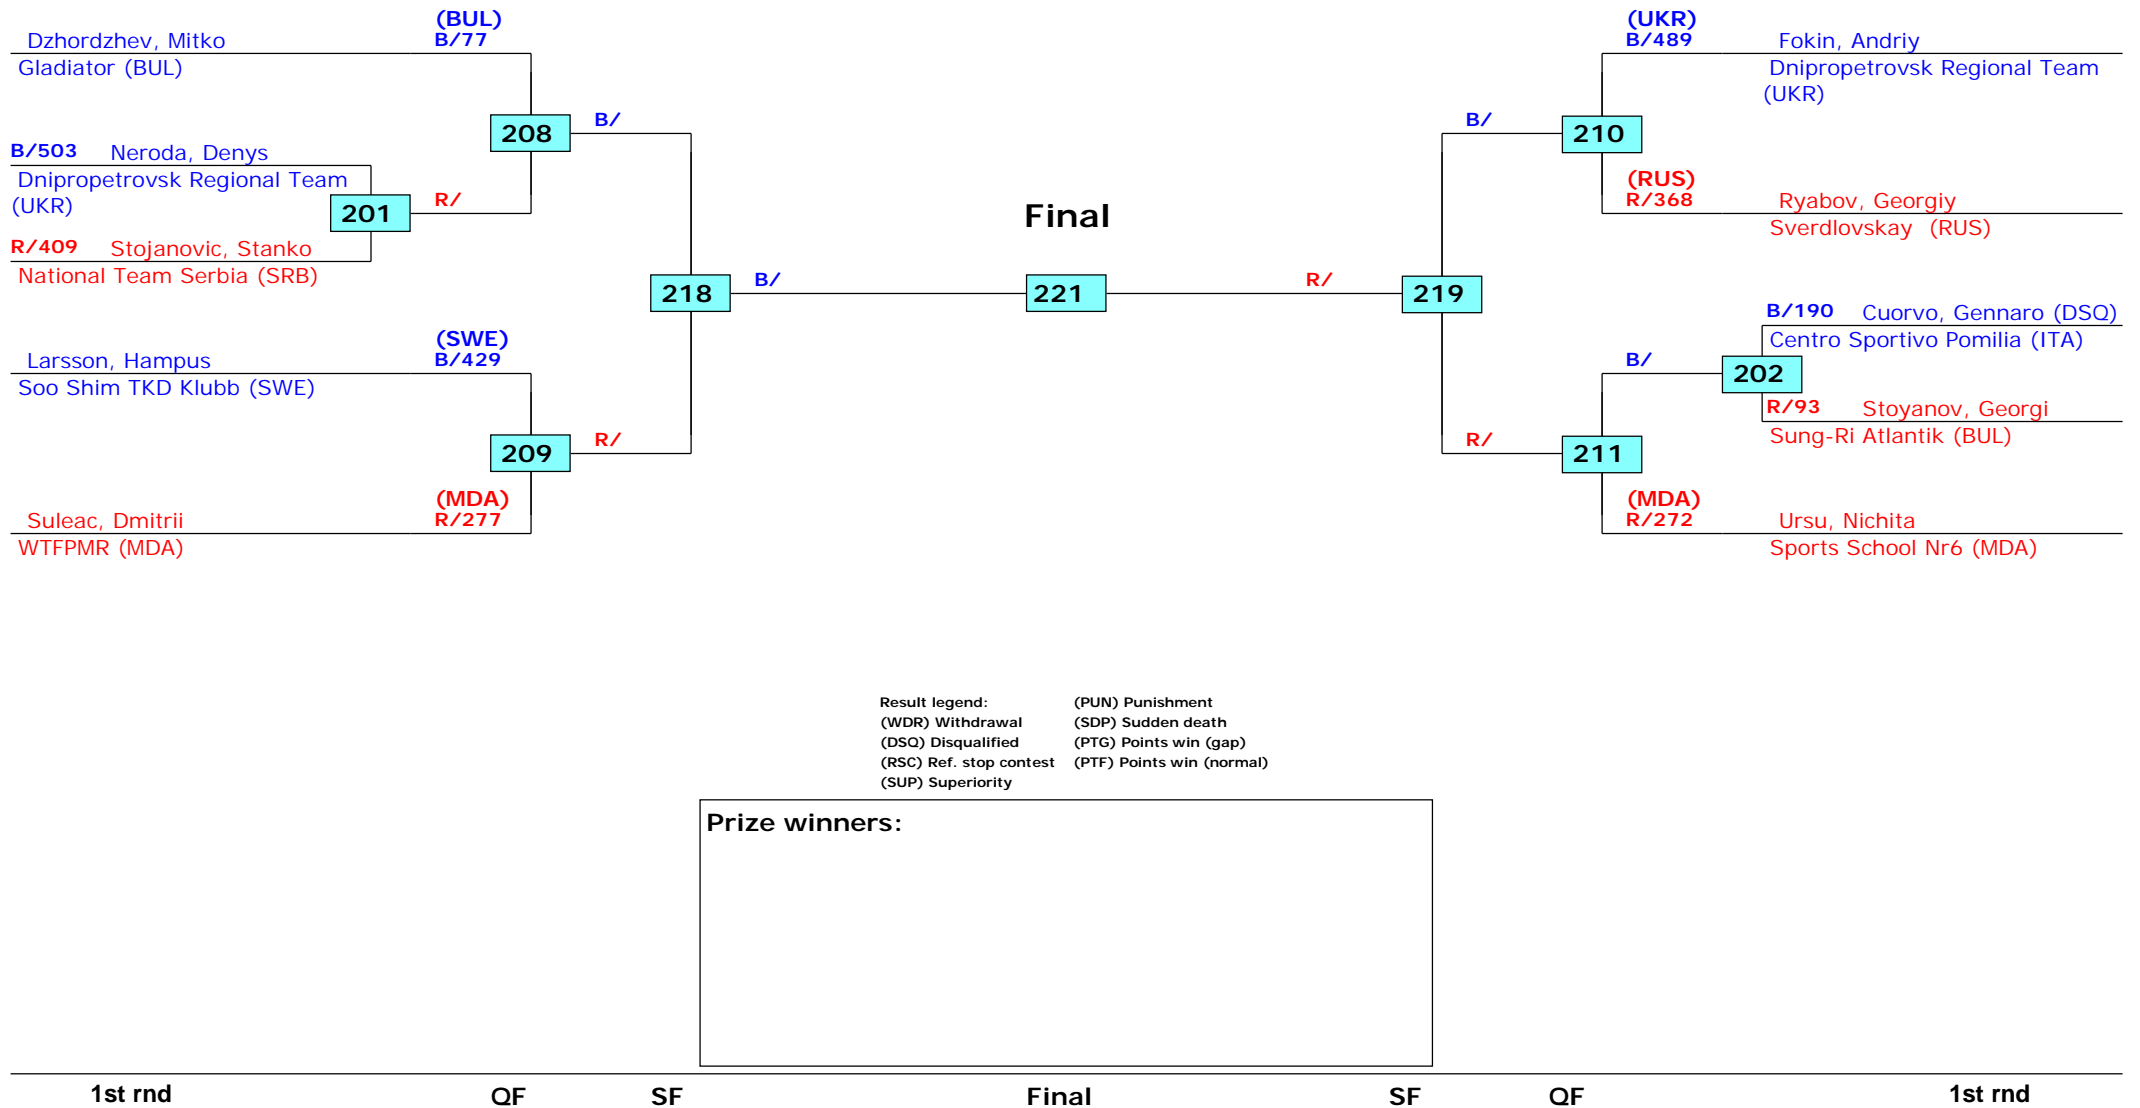 (BUL)
Dzhordzhev, Mitko B/77
Gladiator (BUL)
208
B/
B/503 Neroda, Denys
Dnipropetrovsk Regional Team
(UKR)
201
R/
R/409 Stojanovic, Stanko
National Team Serbia (SRB)
218
B/
(SWE)
Larsson, Hampus B/429
Soo Shim TKD Klubb (SWE)
209
R/
(MDA)
Suleac, Dmitrii R/277
WTFPMR (MDA)
Final
221
(UKR)
B/489 Fokin, Andriy
Dnipropetrovsk Regional Team
(UKR)
B/
210
(RUS)
R/368 Ryabov, Georgiy
Sverdlovskay  (RUS)
R/
219
B/190 Cuorvo, Gennaro (DSQ)
Centro Sportivo Pomilia (ITA)
B/
202
R/93 Stoyanov, Georgi
Sung-Ri Atlantik (BUL)
R/
211
(MDA)
R/272 Ursu, Nichita
Sports School Nr6 (MDA)
Result legend: (PUN) Punishment
(WDR) Withdrawal (SDP) Sudden death
(DSQ) Disqualified (PTG) Points win (gap)
(RSC) Ref. stop contest (PTF) Points win (normal)
(SUP) Superiority
Prize winners:
1st rnd QF SF Final SF QF 1st rnd